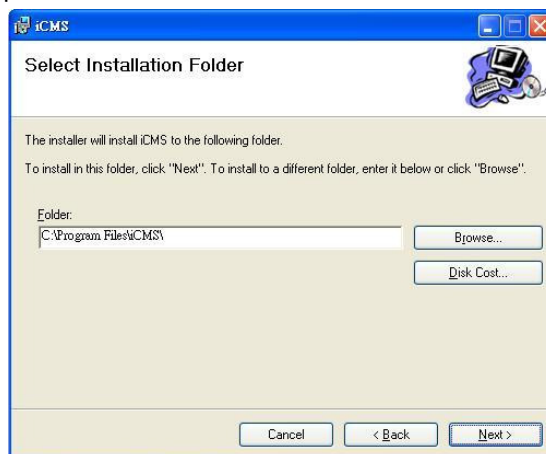 iCMS
Select Installation Folder
The installer will install iCMS to the following folder.
To install in this folder, click "Next". To install to a different folder, enter it below or click "Browse".
Folder:
C:\Program Files\iCMS\
Browse...
Disk Cost...
Cancel
< Back
Next >